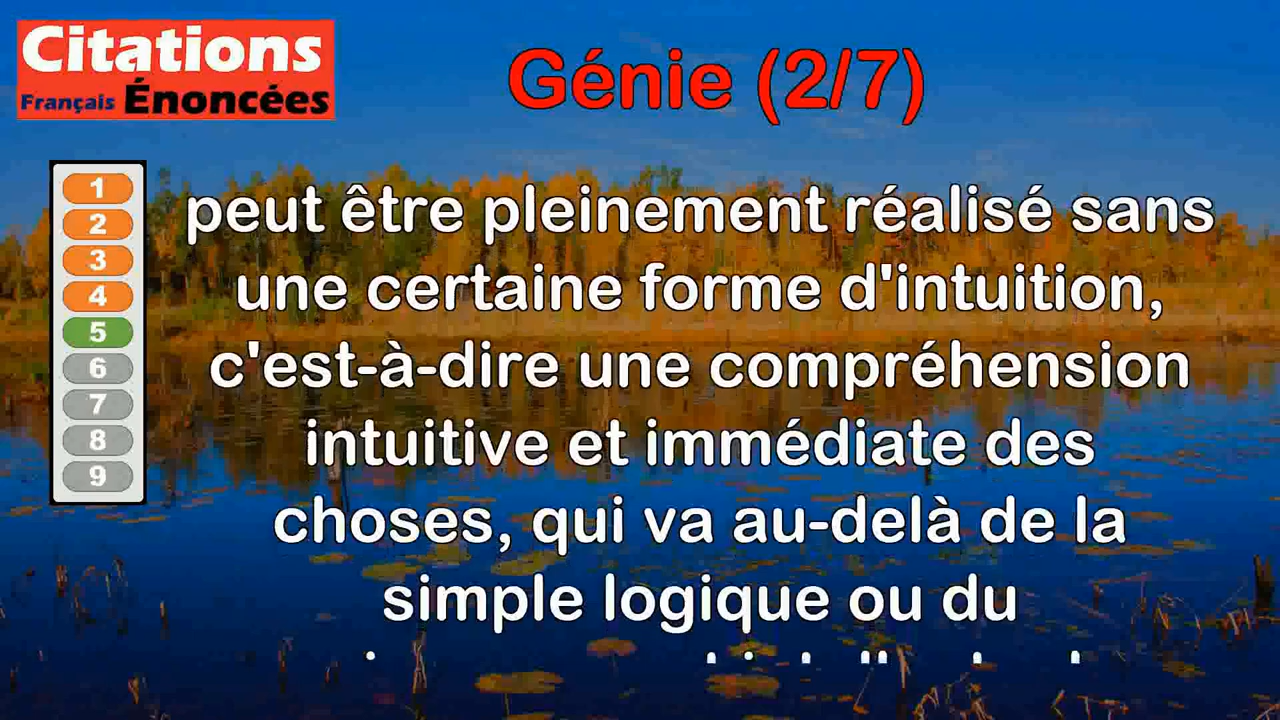 Citations
Français Énoncées
Génie (2/7)
1
2
3
4
5
6
7
8
9
peut être pleinement réalisé sans
une certaine forme d'intuition,
c'est-à-dire une compréhension
intuitive et immédiate des
choses, qui va au-delà de la
simple logique ou du